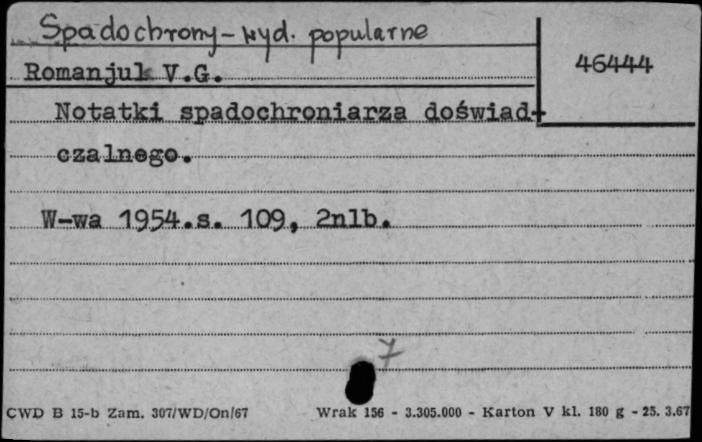 Spadochrony - wyd. popularne
46444
Romanjuk V.G.
Notatki spadochroniarza doświad-
czalnego.
W-wa 1954.s. 109, 2nlb.
7
CWD B 15-b Zam. 307/WD/On/67 Wrak 156 - 3.305.000 - Karton V kl. 180 g - 25. 3.67